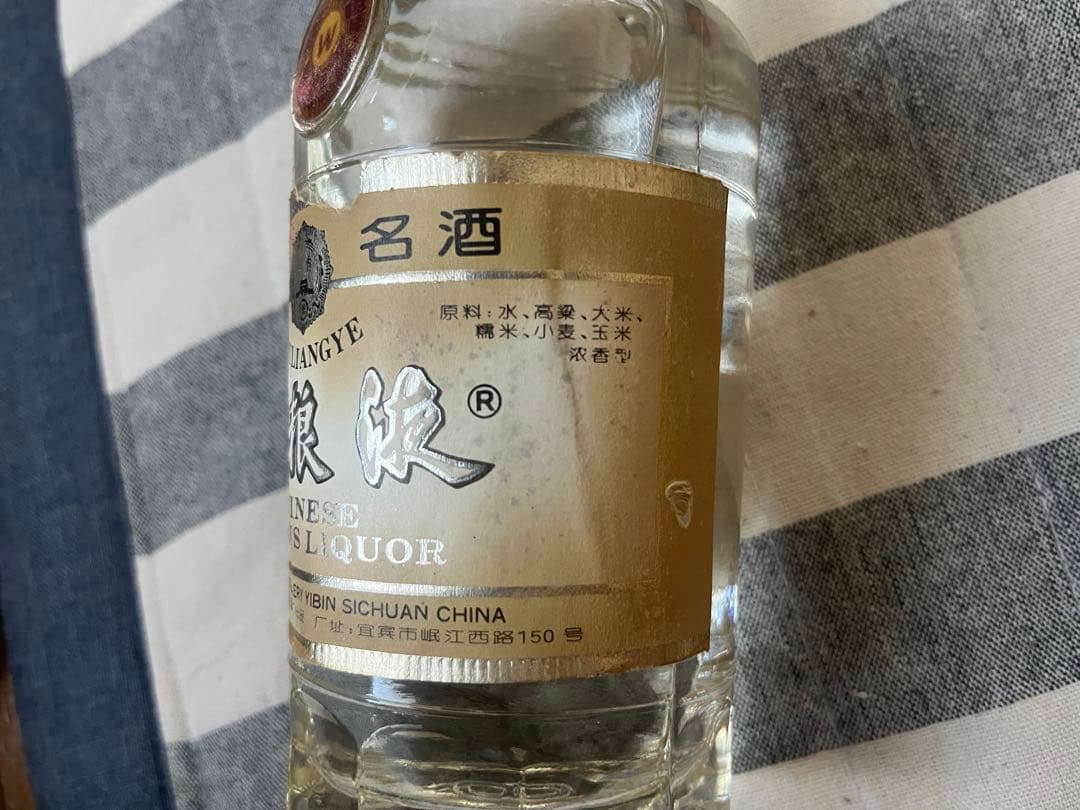 名酒
LIANGYE
原料:水、高粱、大米、
糯米、小麦、玉米
浓香型
粮液®
INESE
S LIQUOR
ERY YIBIN SICHUAN CHINA
厂址:宜宾市岷江西路150号